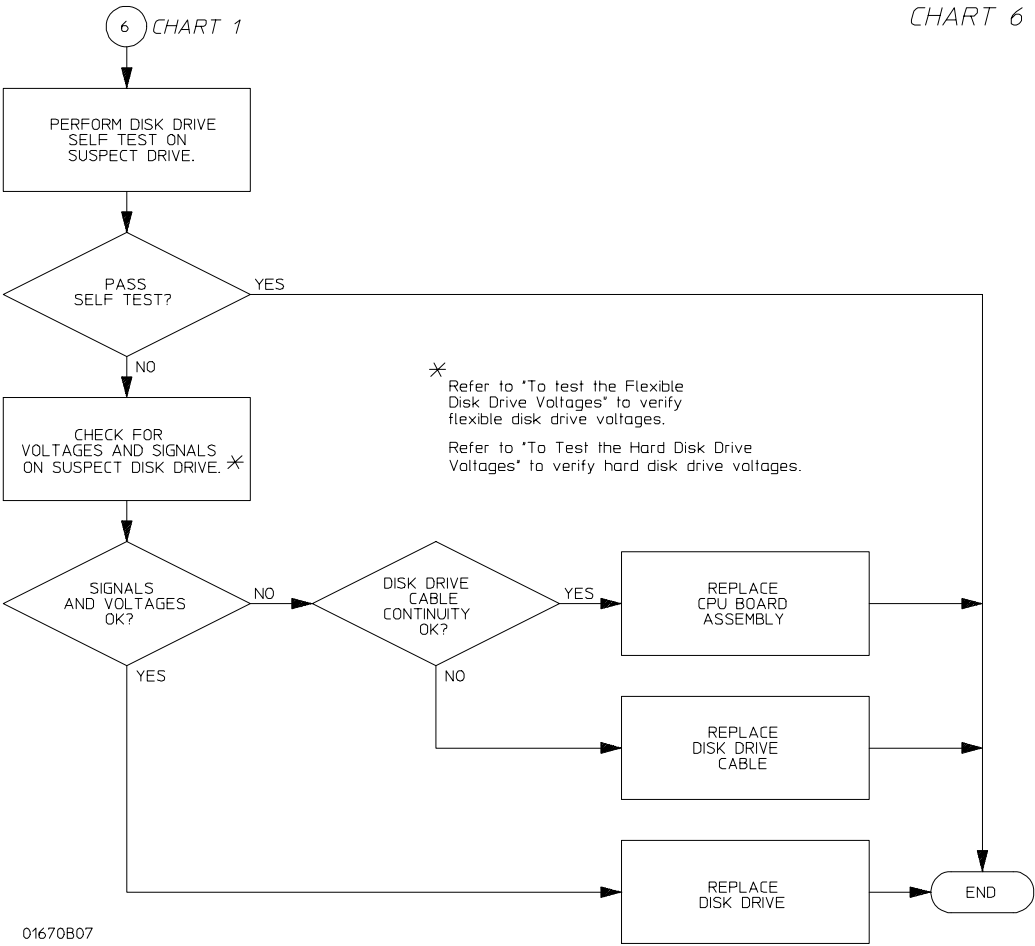 6 CHART 1
CHART 6
PERFORM DISK DRIVE
SELF TEST ON
SUSPECT DRIVE.
PASS
SELF TEST?
YES
NO
CHECK FOR
VOLTAGES AND SIGNALS
ON SUSPECT DISK DRIVE. *
*
Refer to "To test the Flexible
Disk Drive Voltages" to verify
flexible disk drive voltages.
Refer to "To Test the Hard Disk Drive
Voltages" to verify hard disk drive voltages.
SIGNALS
AND VOLTAGES
OK?
NO
YES
DISK DRIVE
CABLE
CONTINUITY
OK?
YES
NO
REPLACE
CPU BOARD
ASSEMBLY
REPLACE
DISK DRIVE
CABLE
REPLACE
DISK DRIVE
END
01670B07